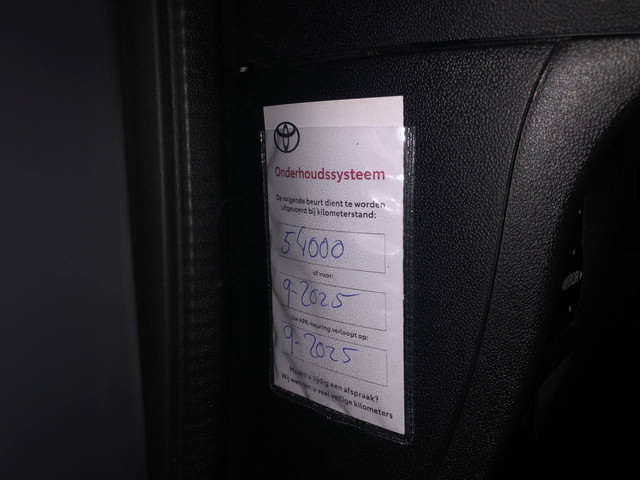 Onderhoudssysteem
De volgende beurt dient te worden
uitgevoerd bij kilometerstand:
54000
of voor:
9-2025
uw APK-keuring verloopt op:
9-2025
u tijdig een afspraak?
Wij wensen u veel veilige kilometers